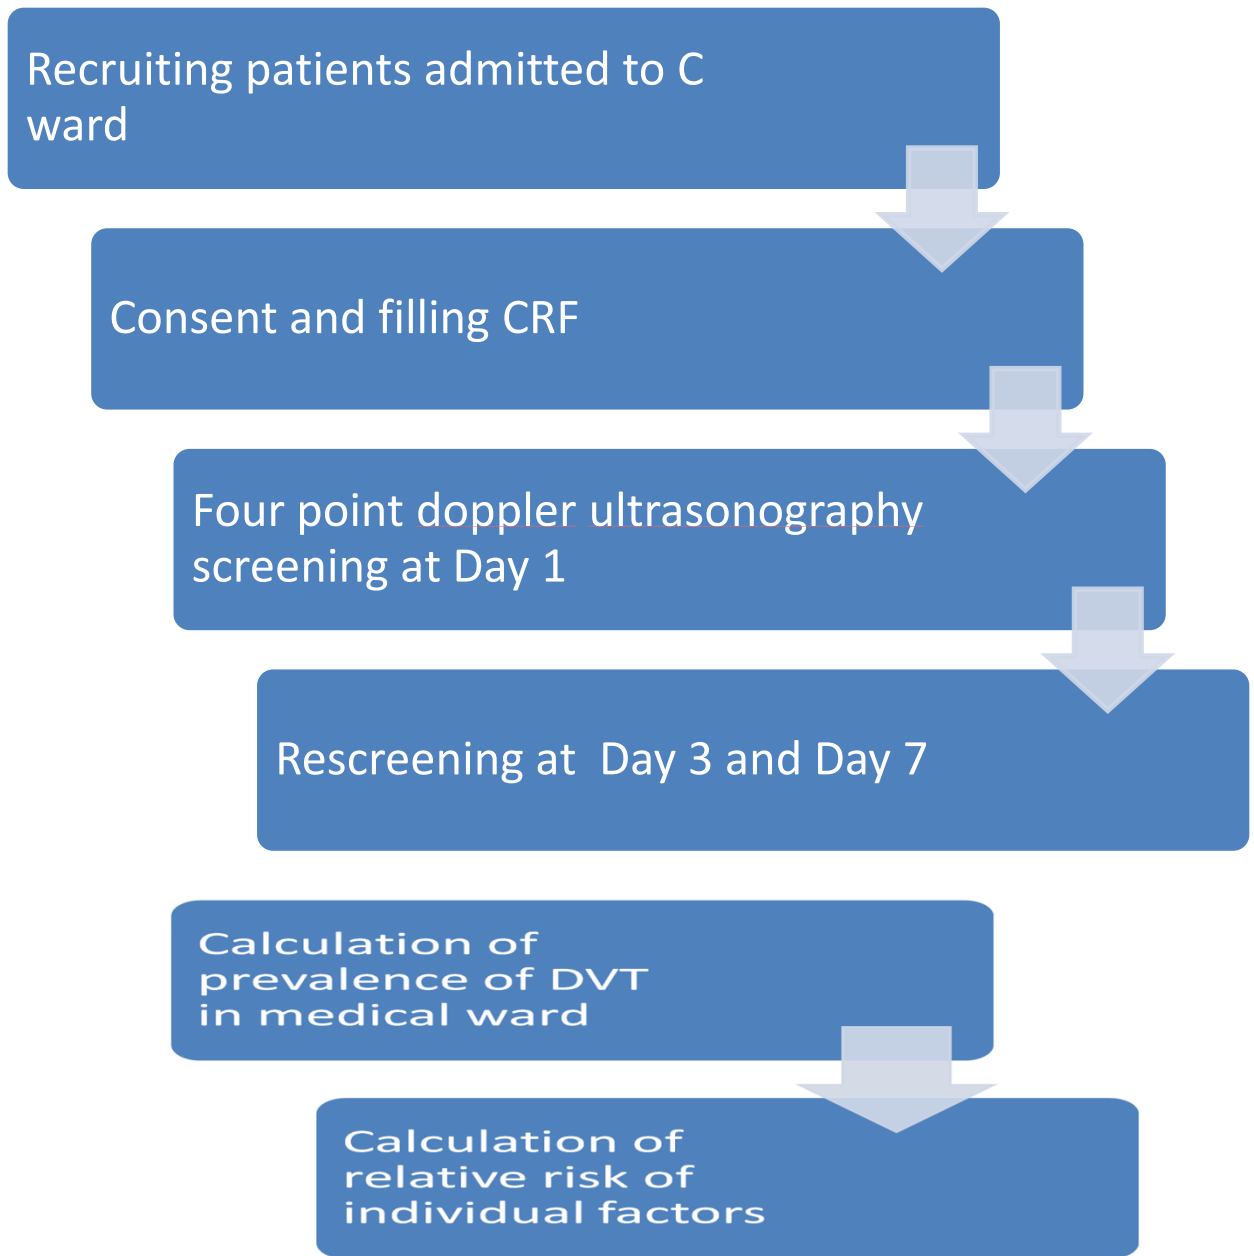 Recruiting patients admitted to C
ward
Consent and filling CRF
Four point doppler ultrasonography
screening at Day 1
Rescreening at  Day 3 and Day 7
Calculation of
prevalence of DVT
in medical ward
Calculation of
relative risk of
individual factors